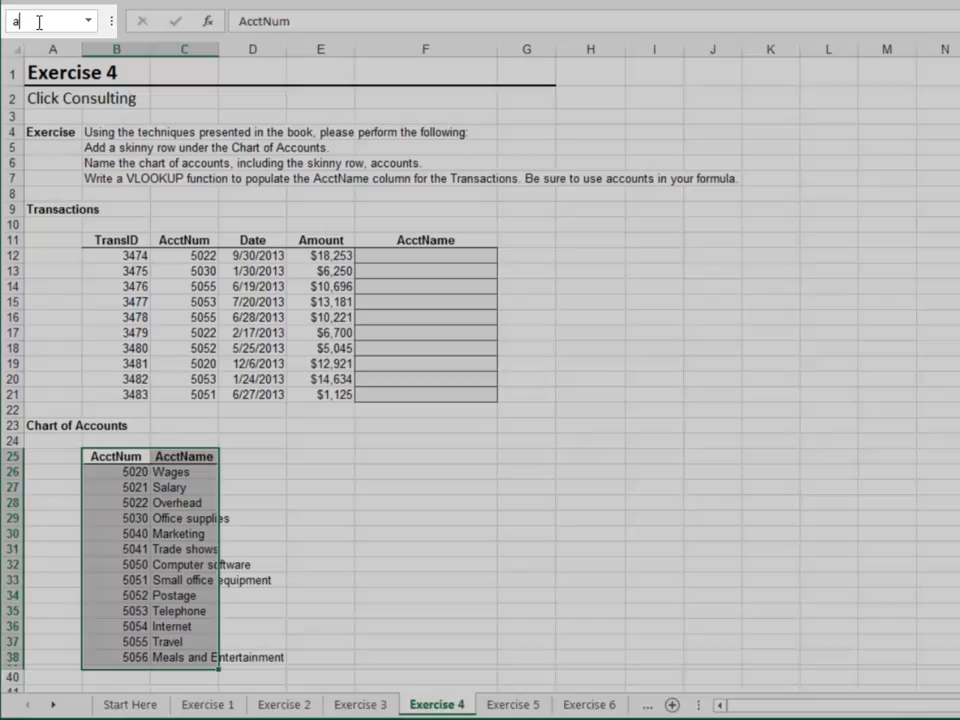 a
fx
AcctNum
A B C D E F G H I J K L M N
1 Exercise 4
2 Click Consulting
3
4 Exercise Using the techniques presented in the book, please perform the following:
5 Add a skinny row under the Chart of Accounts.
6 Name the chart of accounts, including the skinny row, accounts.
7 Write a VLOOKUP function to populate the AcctName column for the Transactions. Be sure to use accounts in your formula.
8
9 Transactions
10
11 TransID AcctNum Date Amount AcctName
12 3474 5022 9/30/2013 $18,253
13 3475 5030 1/30/2013 $6,250
14 3476 5055 6/19/2013 $10,696
15 3477 5053 7/20/2013 $13,181
16 3478 5055 6/28/2013 $10,221
17 3479 5022 2/17/2013 $6,700
18 3480 5052 5/25/2013 $5,045
19 3481 5020 12/6/2013 $12,921
20 3482 5053 1/24/2013 $14,634
21 3483 5051 6/27/2013 $1,125
22
23 Chart of Accounts
24
25 AcctNum AcctName
26 5020 Wages
27 5021 Salary
28 5022 Overhead
29 5030 Office supplies
30 5040 Marketing
31 5041 Trade shows
32 5050 Computer software
33 5051 Small office equipment
34 5052 Postage
35 5053 Telephone
36 5054 Internet
37 5055 Travel
38 5056 Meals and Entertainment
40
Start Here Exercise 1 Exercise 2 Exercise 3 Exercise 4 Exercise 5 Exercise 6 ...